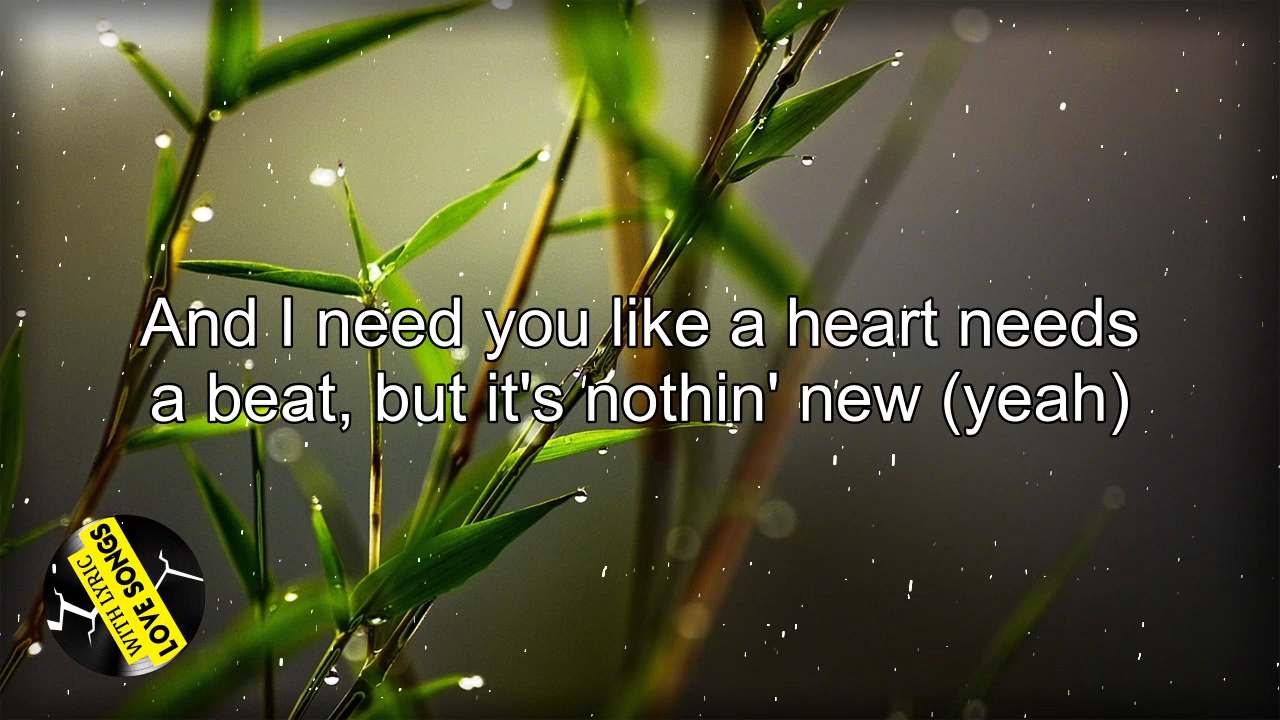 And I need you like a heart needs
a beat, but it's nothin' new (yeah)
WITH LYRIC
LOVE SONGS